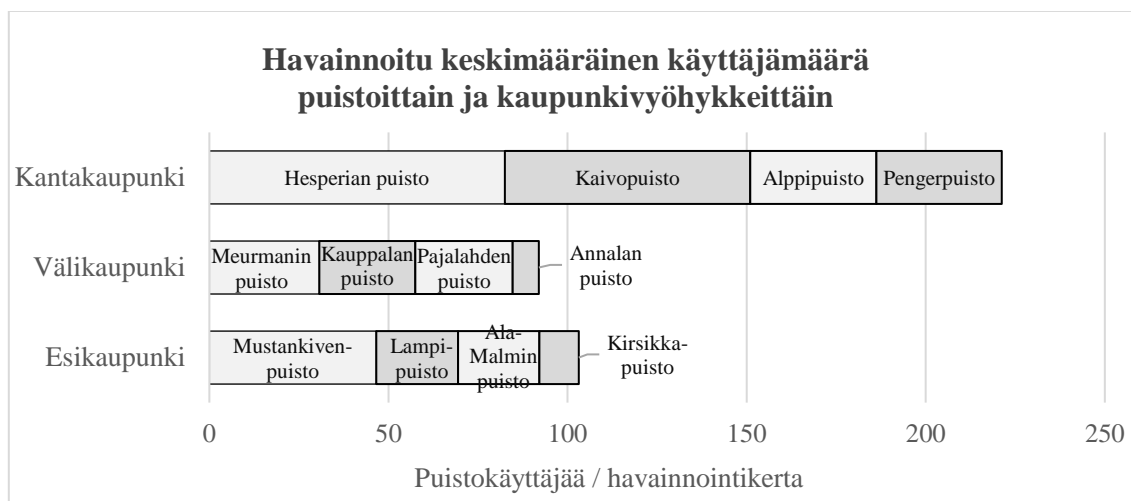 Havainnoitu keskimääräinen käyttäjämäärä
puistoittain ja kaupunkivyöhykkeittäin
Kantakaupunki
Hesperian puisto
Kaivopuisto
Alppipuisto
Pengerpuisto
Välikaupunki
Meurmanin
puisto
Kauppalan
puisto
Pajalahden
puisto
Annalan
puisto
Esikaupunki
Mustankiven-
puisto
Lampi-
puisto
Ala-
Malmin
puisto
Kirsikka-
puisto
0 50 100 150 200 250
Puistokäyttäjää / havainnointikerta